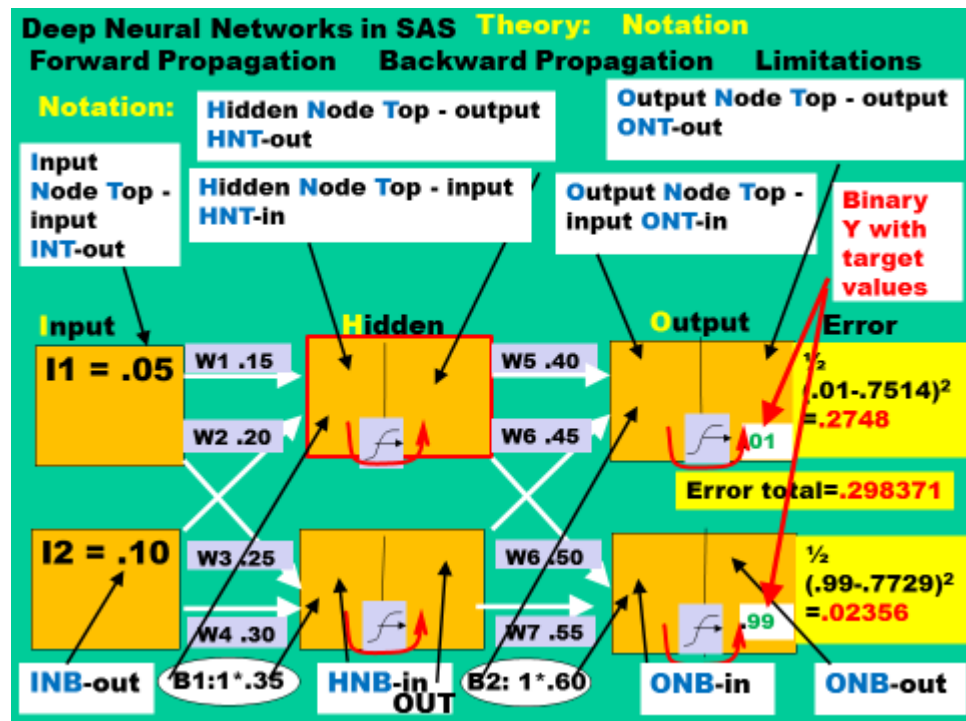 Deep Neural Networks in SAS Theory: Notation
Forward Propagation Backward Propagation Limitations
Notation:
Hidden Node Top - output
HNT-out
Output Node Top - output
ONT-out
Input
Node Top -
input
INT-out
Hidden Node Top - input
HNT-in
Output Node Top -
input ONT-in
Binary
Y with
target
values
Input
Hidden
Output
Error
I1 = .05
W1 .15
W5 .40
½
(.01-.7514)²
=.2748
W2 .20
W6 .45
.01
Error total=.298371
I2 = .10
W3 .25
W6 .50
½
(.99-.7729)²
=.02356
W4 .30
W7 .55
.99
INB-out
B1:1*.35
HNB-in
OUT
B2: 1*.60
ONB-in
ONB-out